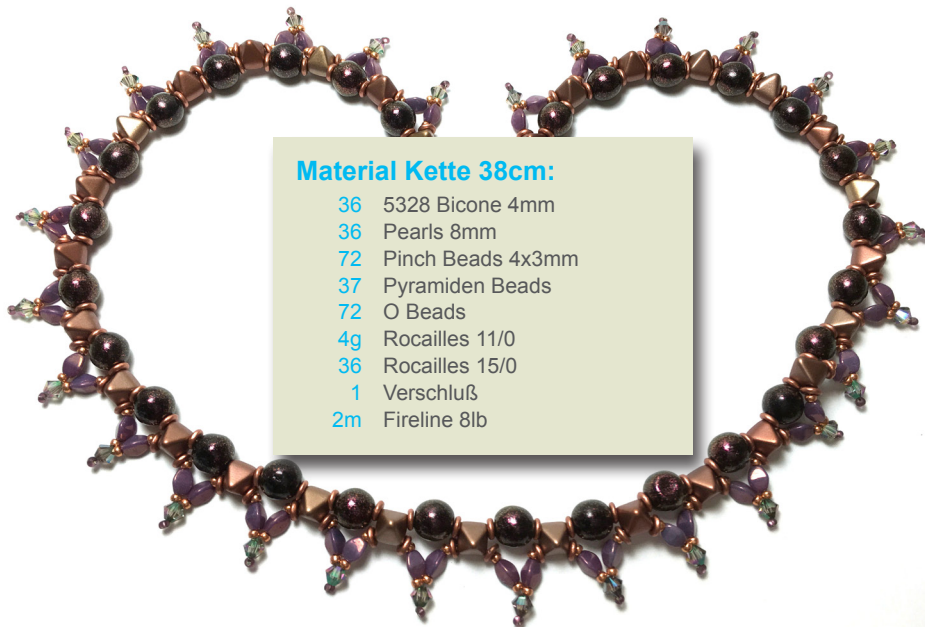 Material Kette 38cm:
36 5328 Bicone 4mm
36 Pearls 8mm
72 Pinch Beads 4x3mm
37 Pyramiden Beads
72 O Beads
4g Rocailles 11/0
36 Rocailles 15/0
1 Verschluß
2m Fireline 8lb